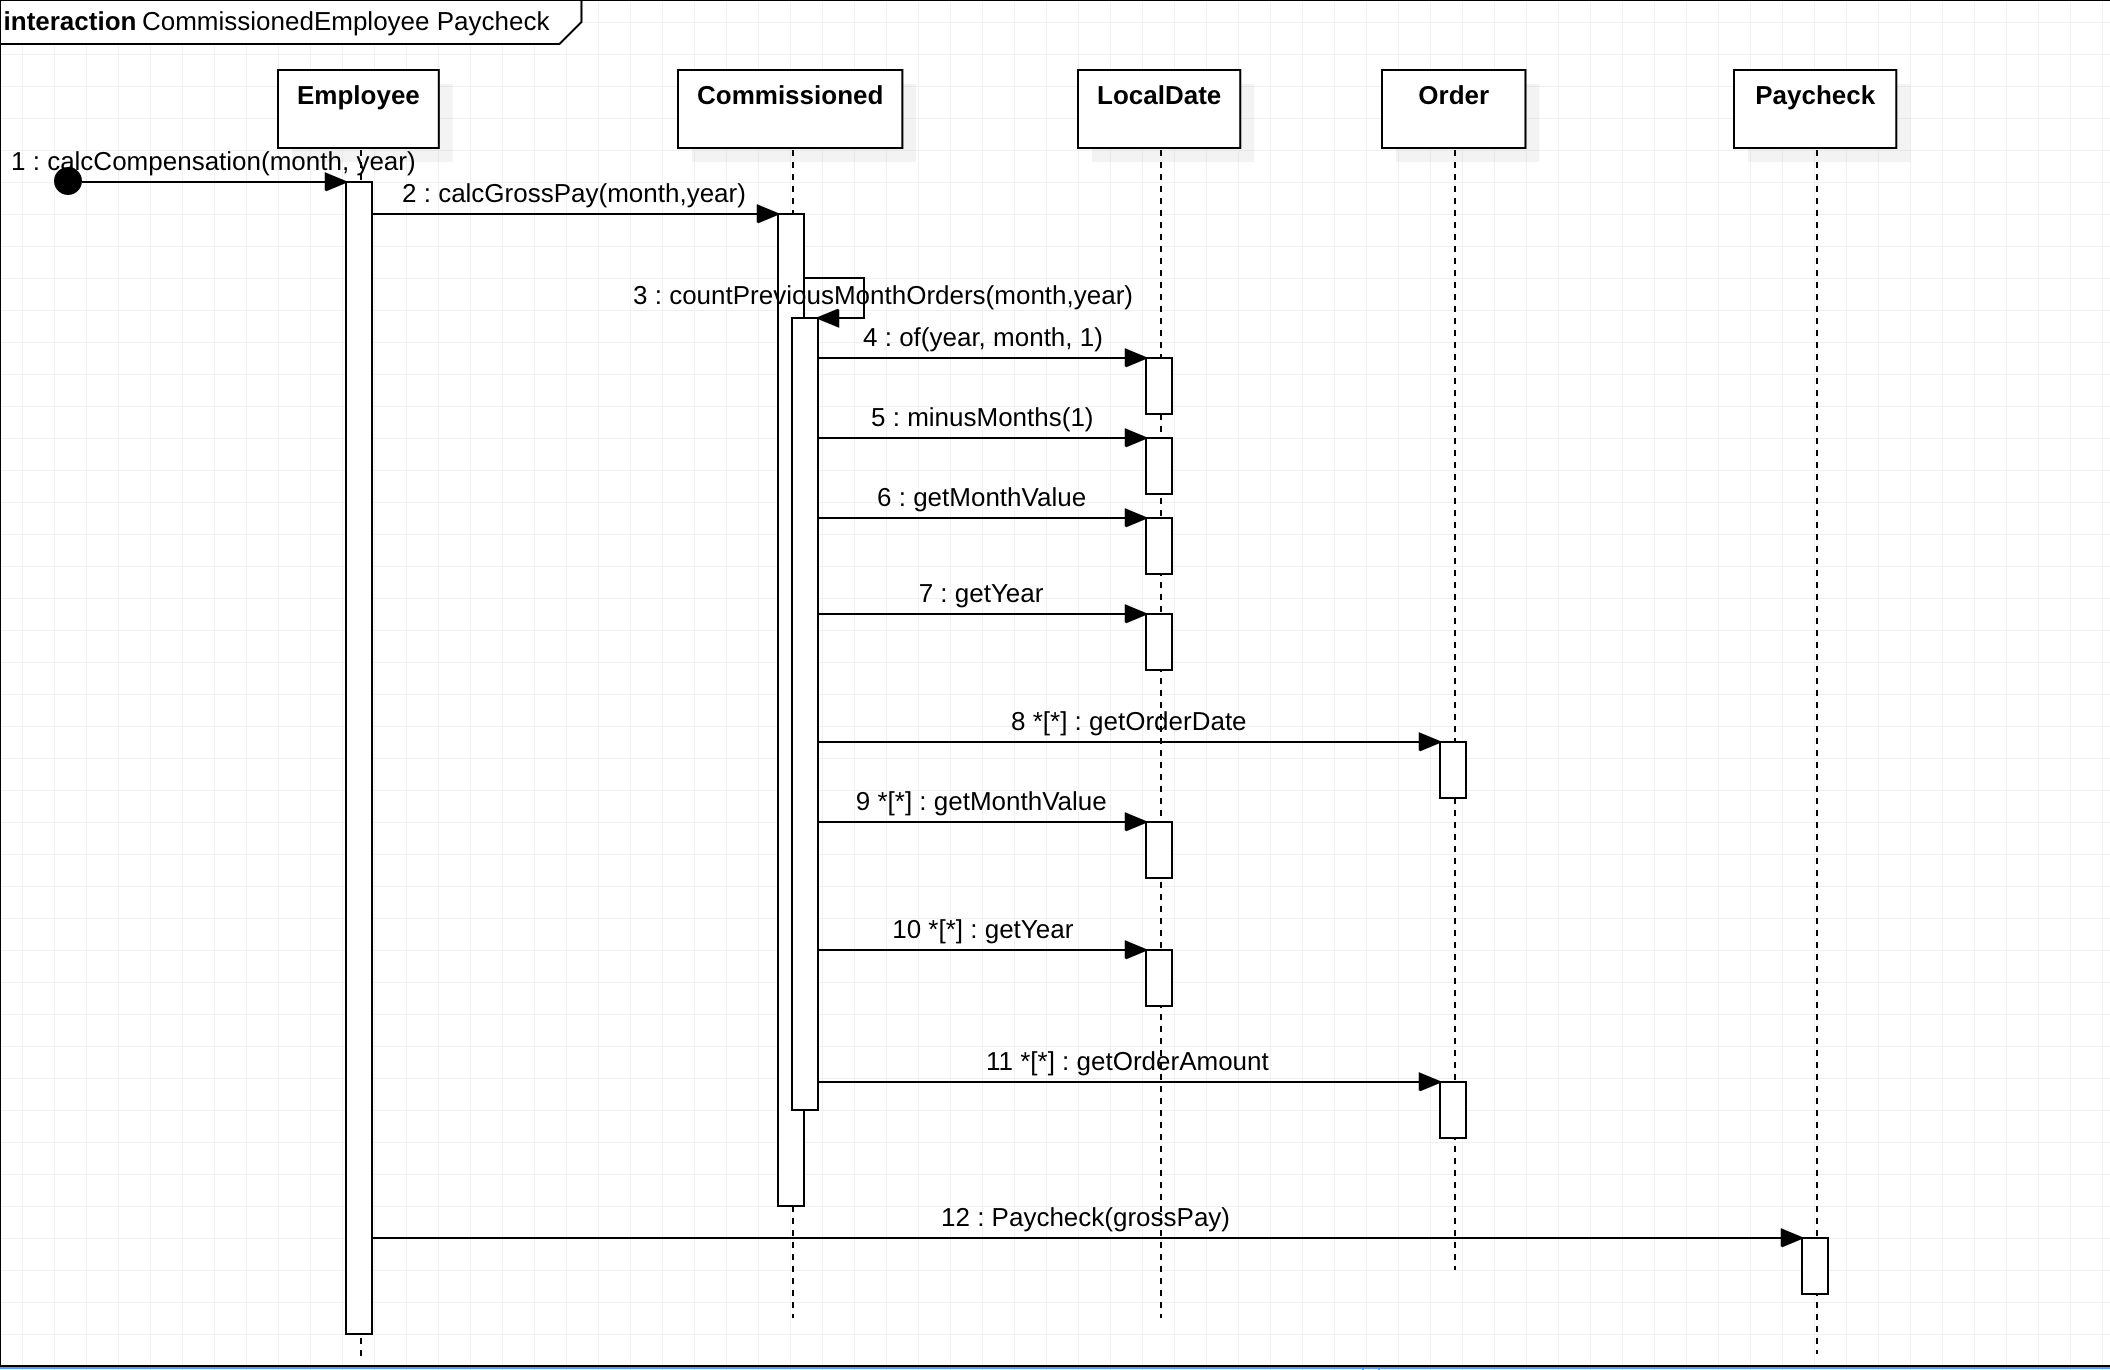 interaction CommissionedEmployee Paycheck
Employee
Commissioned
LocalDate
Order
Paycheck
1 : calcCompensation(month, year)
2 : calcGrossPay(month,year)
3 : countPreviousMonthOrders(month,year)
4 : of(year, month, 1)
5 : minusMonths(1)
6 : getMonthValue
7 : getYear
8 *[*] : getOrderDate
9 *[*] : getMonthValue
10 *[*] : getYear
11 *[*] : getOrderAmount
12 : Paycheck(grossPay)